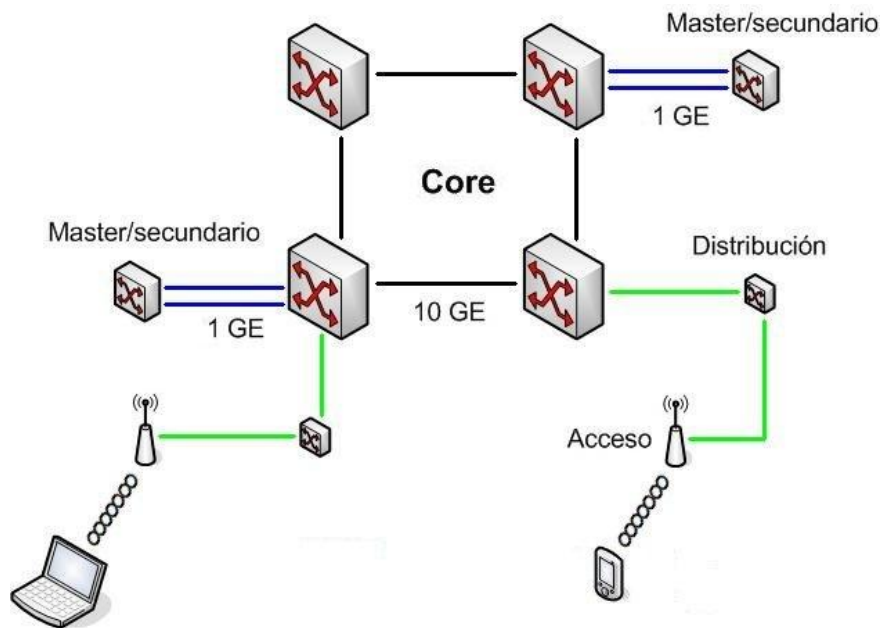 Master/secundario
1 GE
Core
Master/secundario
Distribución
1 GE
10 GE
Acceso